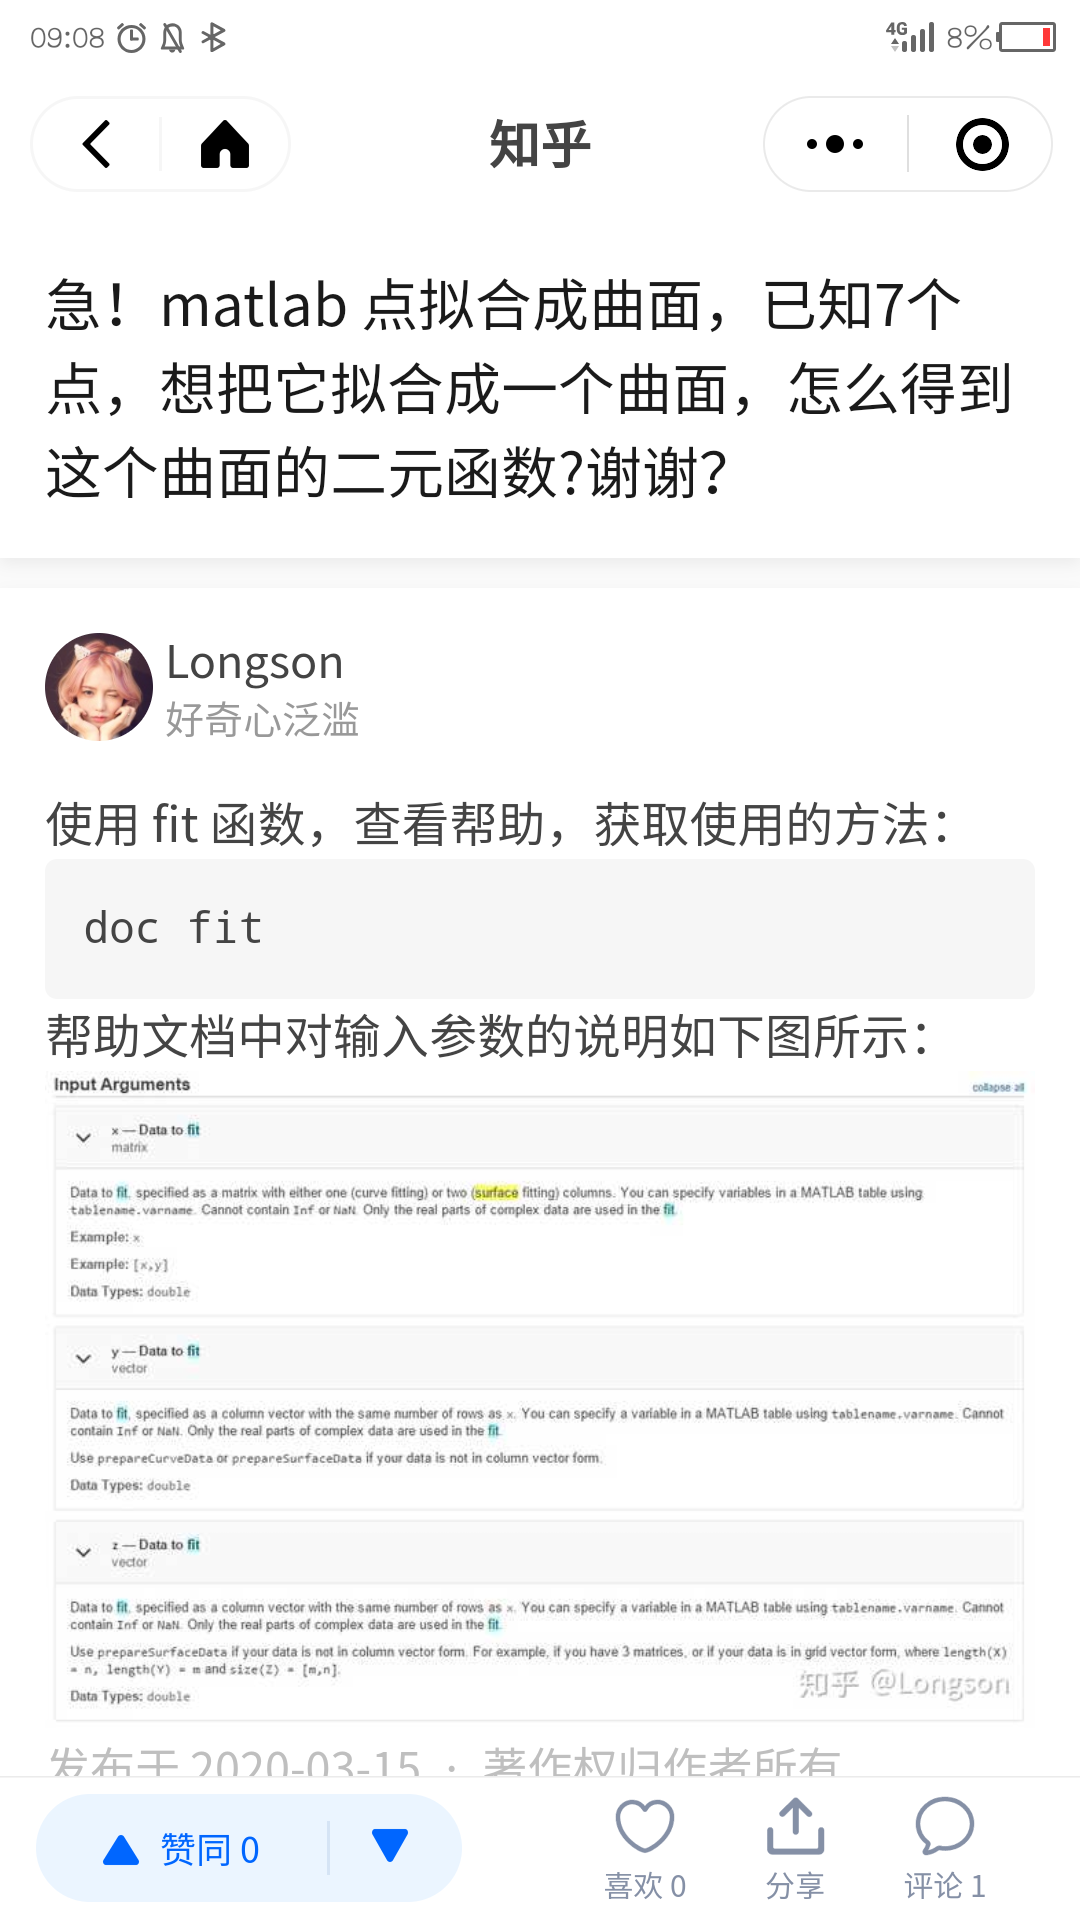 09:08
4G
8%
知乎
急！matlab 点拟合成曲面，已知7个
点，想把它拟合成一个曲面，怎么得到
这个曲面的二元函数?谢谢？
Longson
好奇心泛滥
使用 fit 函数，查看帮助，获取使用的方法：
doc fit
帮助文档中对输入参数的说明如下图所示：
Input Arguments
collapse all
x — Data to fit
matrix
Data to fit, specified as a matrix with either one (curve fitting) or two (surface fitting) columns. You can specify variables in a MATLAB table using
tablename.varname. Cannot contain Inf or NaN. Only the real parts of complex data are used in the fit.
Example: x
Example: [x,y]
Data Types: double
y — Data to fit
vector
Data to fit, specified as a column vector with the same number of rows as x. You can specify a variable in a MATLAB table using tablename.varname. Cannot
contain Inf or NaN. Only the real parts of complex data are used in the fit.
Use prepareCurveData or prepareSurfaceData if your data is not in column vector form.
Data Types: double
z — Data to fit
vector
Data to fit, specified as a column vector with the same number of rows as x. You can specify a variable in a MATLAB table using tablename.varname. Cannot
contain Inf or NaN. Only the real parts of complex data are used in the fit.
Use prepareSurfaceData if your data is not in column vector form. For example, if you have 3 matrices, or if your data is in grid vector form, where length(X)
= n, length(Y) = m and size(Z) = [m,n].
Data Types: double
知乎 @Longson
发布于 2020-03-15 · 著作权归作者所有
赞同 0
喜欢 0
分享
评论 1